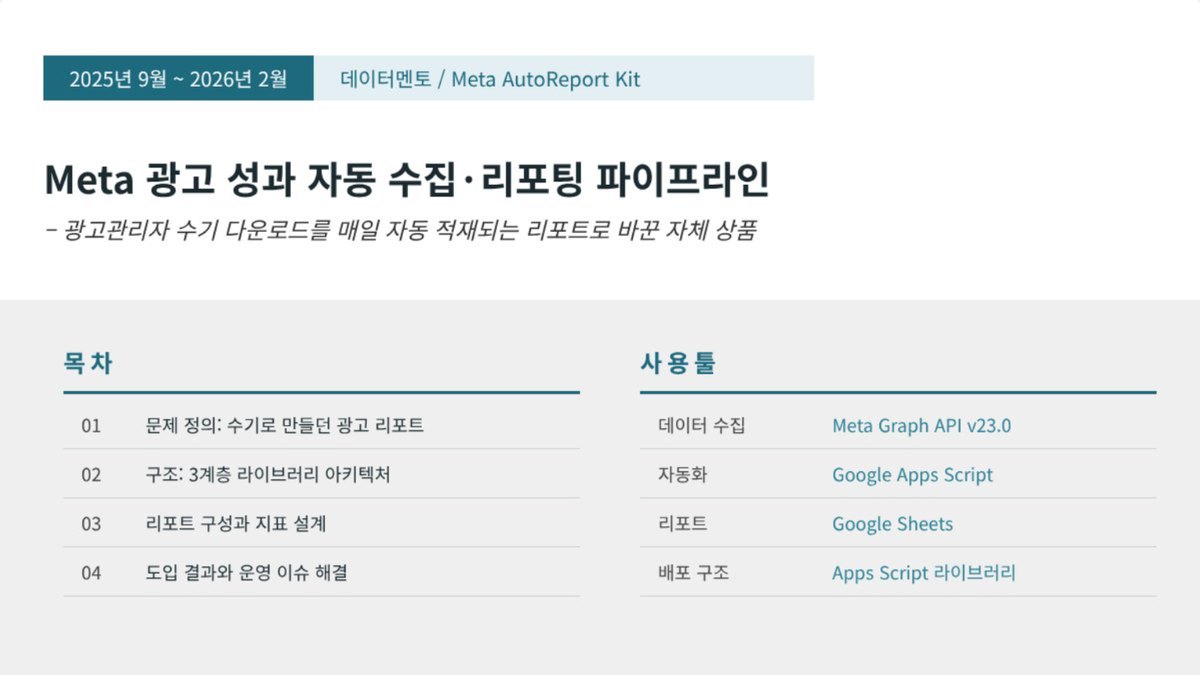 2025년 9월 ~ 2026년 2월 데이터멘토 / Meta AutoReport Kit
Meta 광고 성과 자동 수집·리포팅 파이프라인
– 광고관리자 수기 다운로드를 매일 자동 적재되는 리포트로 바꾼 자체 상품
목차
01 문제 정의: 수기로 만들던 광고 리포트
02 구조: 3계층 라이브러리 아키텍처
03 리포트 구성과 지표 설계
04 도입 결과와 운영 이슈 해결
사용툴
데이터 수집 Meta Graph API v23.0
자동화 Google Apps Script
리포트 Google Sheets
배포 구조 Apps Script 라이브러리